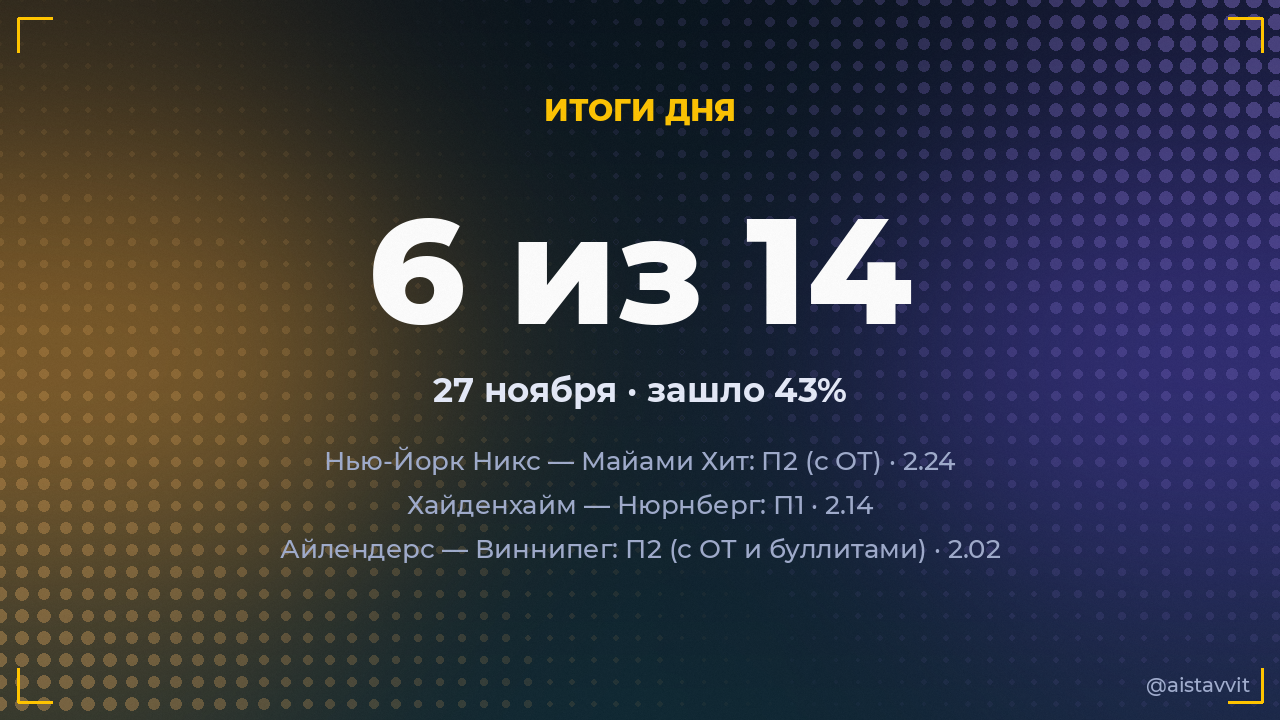 ИТОГИ ДНЯ
6 из 14
27 ноября · зашло 43%
Нью-Йорк Никс — Майами Хит: П2 (с ОТ) · 2.24
Хайденхайм — Нюрнберг: П1 · 2.14
Айлендерс — Виннипег: П2 (с ОТ и буллитами) · 2.02
@aistavvit